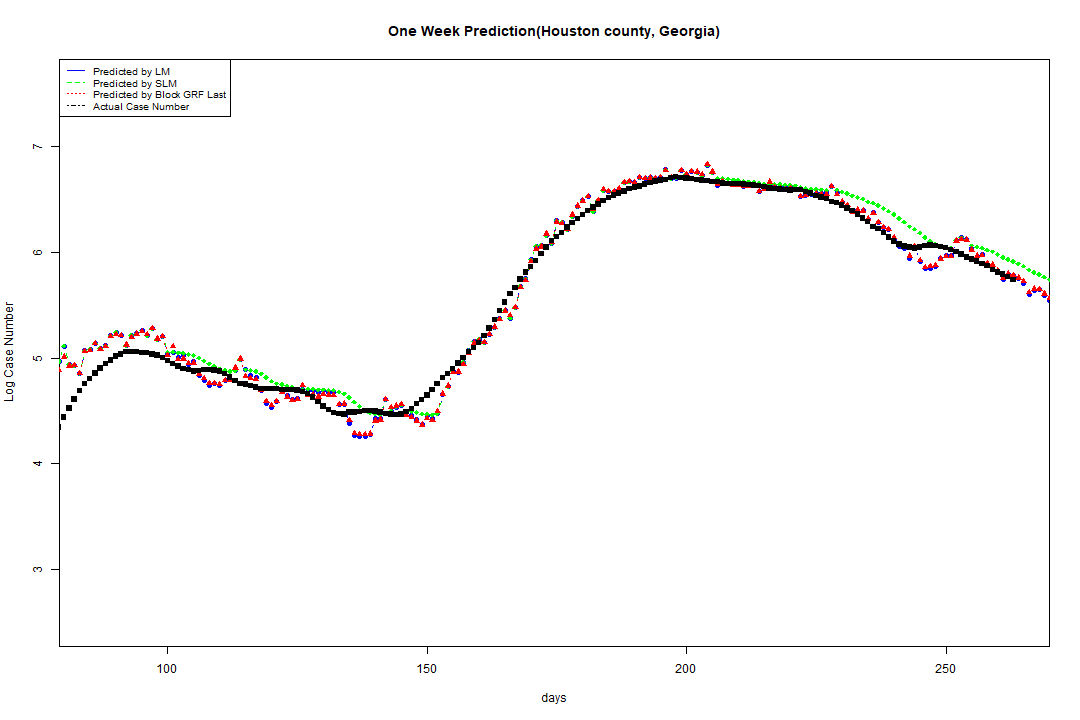 One Week Prediction(Houston county, Georgia)
Predicted by LM
Predicted by SLM
Predicted by Block GRF Last
Actual Case Number
7
6
5
4
3
Log Case Number
100 150 200 250
days